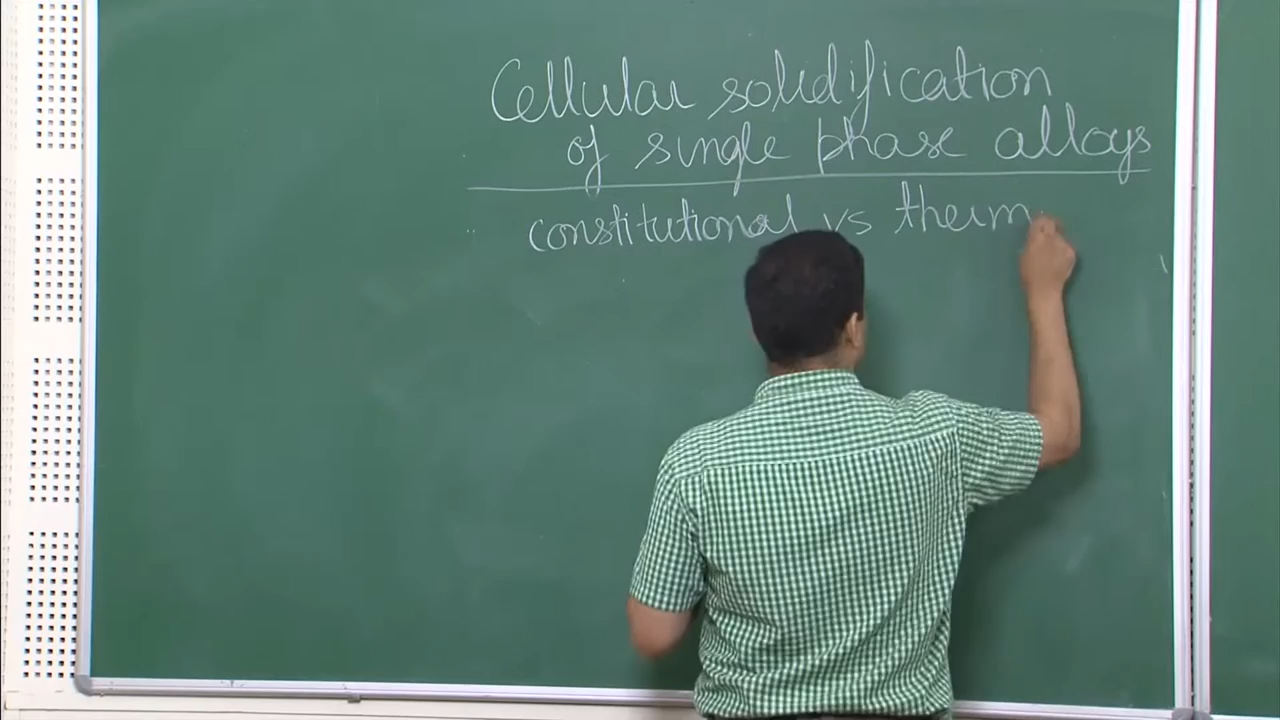 Cellular solidification
of single phase alloys
constitutional vs therm